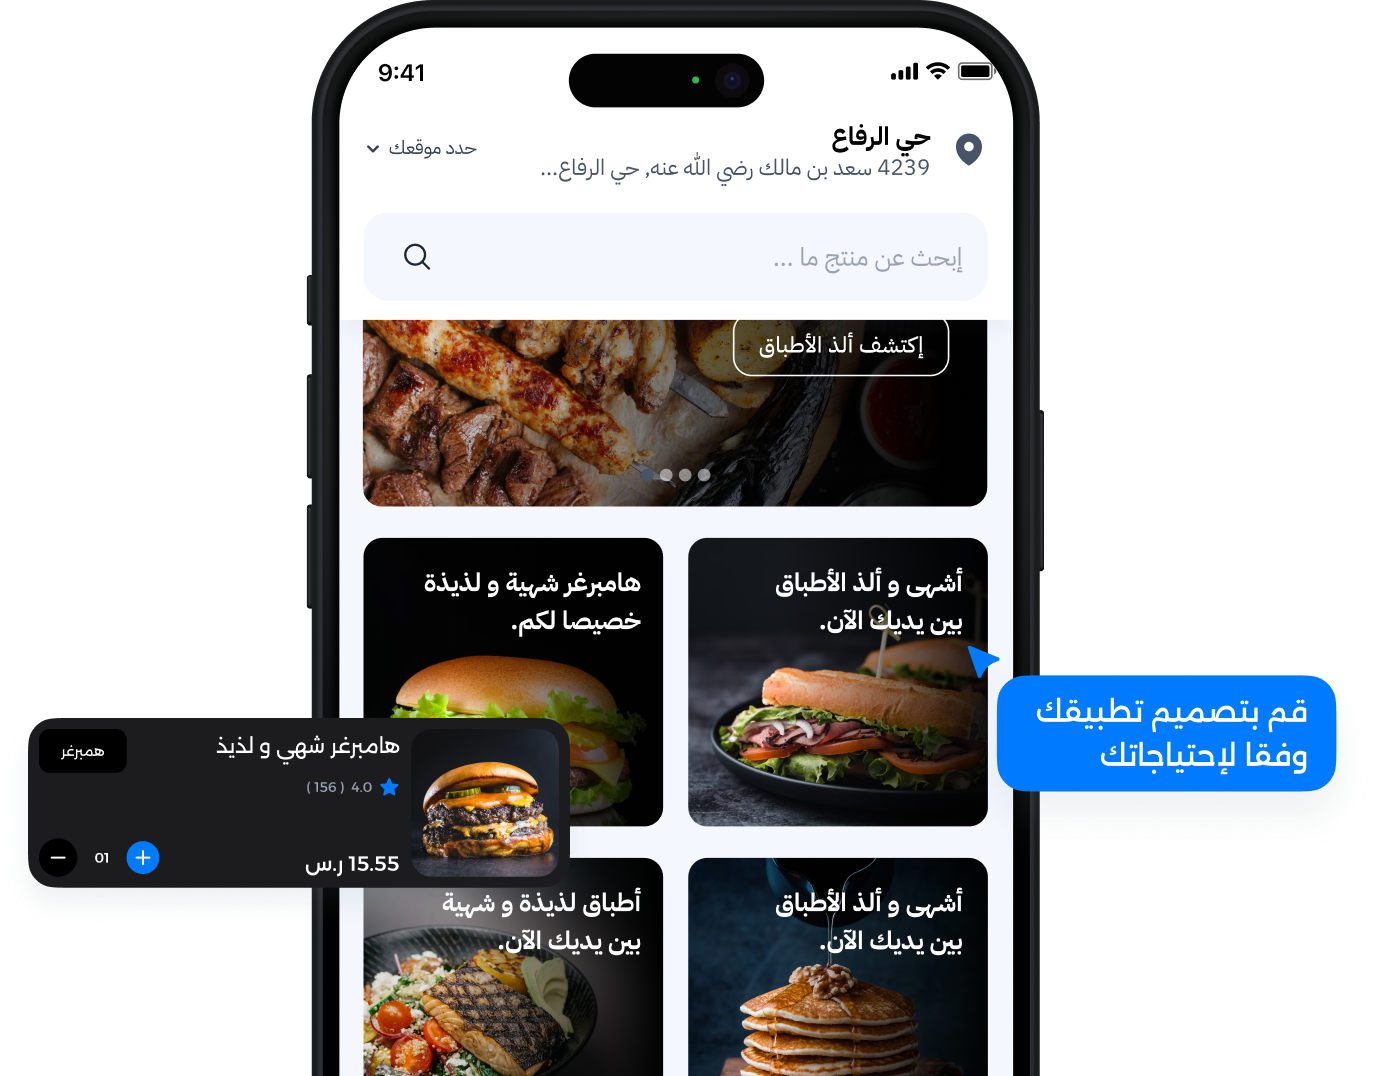 9:41
حي الرفاع
4239 سعد بن مالك رضي الله عنه, حي الرفاع...
حدد موقعك
إبحث عن منتج ما ...
إكتشف ألذ الأطباق
أشهى و ألذ الأطباق
بين يديك الآن.
هامبرغر شهية و لذيذة
خصيصا لكم.
قم بتصميم تطبيقك
وفقا لإحتياجاتك
هامبرغر شهي و لذيذ
همبرغر
4.0 ( 156 )
15.55 ر.س
01
أشهى و ألذ الأطباق
بين يديك الآن.
أطباق لذيذة و شهية
بين يديك الآن.